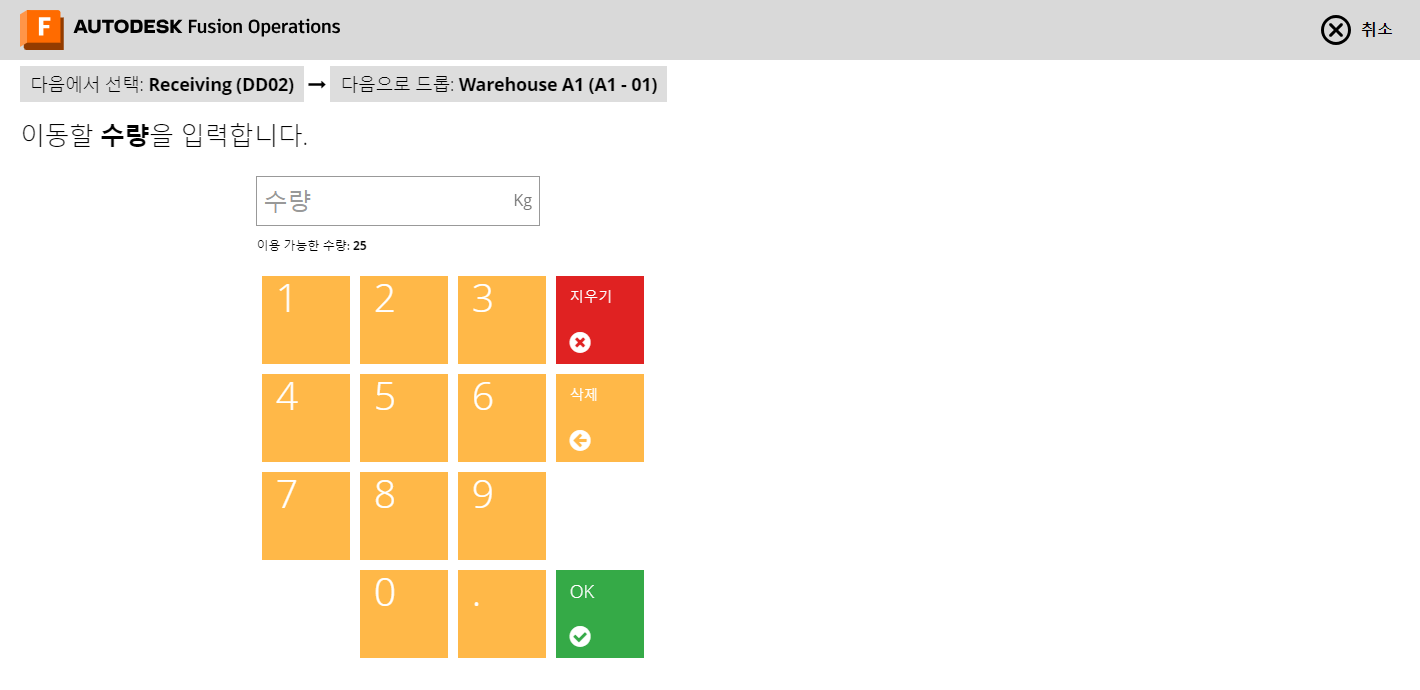 F AUTODESK Fusion Operations 취소
다음에서 선택: Receiving (DD02) → 다음으로 드롭: Warehouse A1 (A1 - 01)
이동할 수량을 입력합니다.
수량 Kg
이용 가능한 수량: 25
1 2 3 지우기
4 5 6 삭제
7 8 9
0 . OK